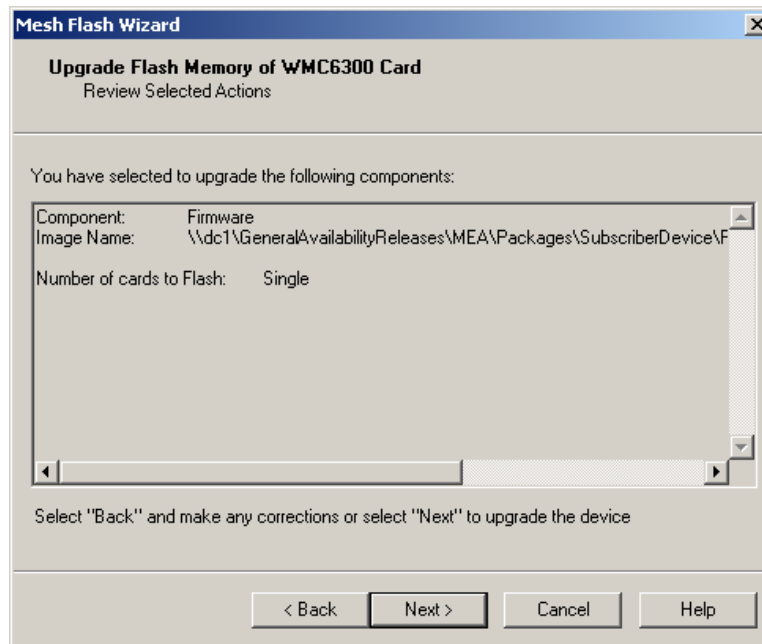 Mesh Flash Wizard
Upgrade Flash Memory of WMC6300 Card
Review Selected Actions
You have selected to upgrade the following components:
Component: Firmware
Image Name: \\dc1\GeneralAvailabilityReleases\MEA\Packages\SubscriberDevice\F
Number of cards to Flash: Single
Select "Back" and make any corrections or select "Next" to upgrade the device
< Back Next > Cancel Help